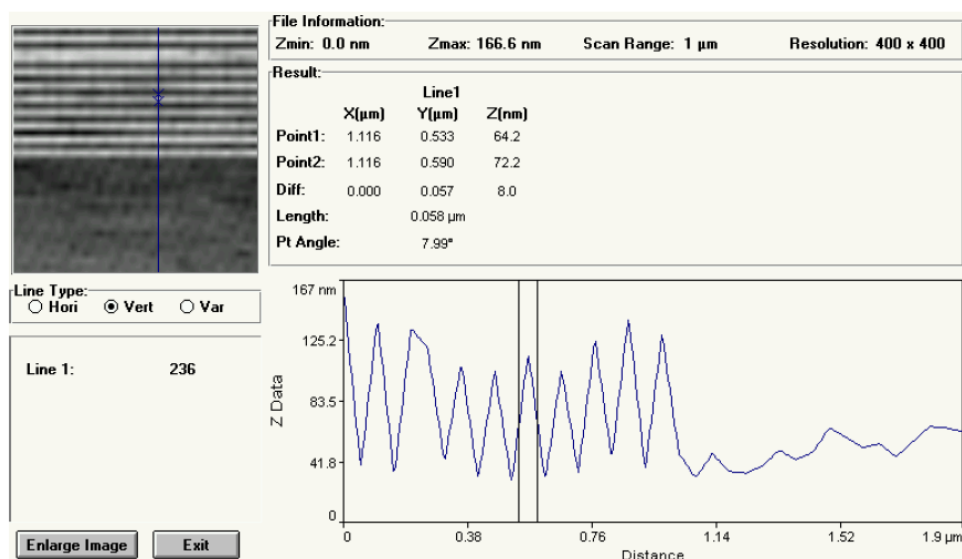 File Information:
Zmin: 0.0 nm Zmax: 166.6 nm Scan Range: 1 µm Resolution: 400 x 400
Result:
Line1
X(µm) Y(µm) Z(nm)
Point1: 1.116 0.533 64.2
Point2: 1.116 0.590 72.2
Diff: 0.000 0.057 8.0
Length: 0.058 µm
Pt Angle: 7.99°
Line Type:
Hori Vert Var
Line 1: 236
167 nm
125.2
83.5
41.8
0
Z Data
0 0.38 0.76 1.14 1.52 1.9 µm
Distance
Enlarge Image Exit